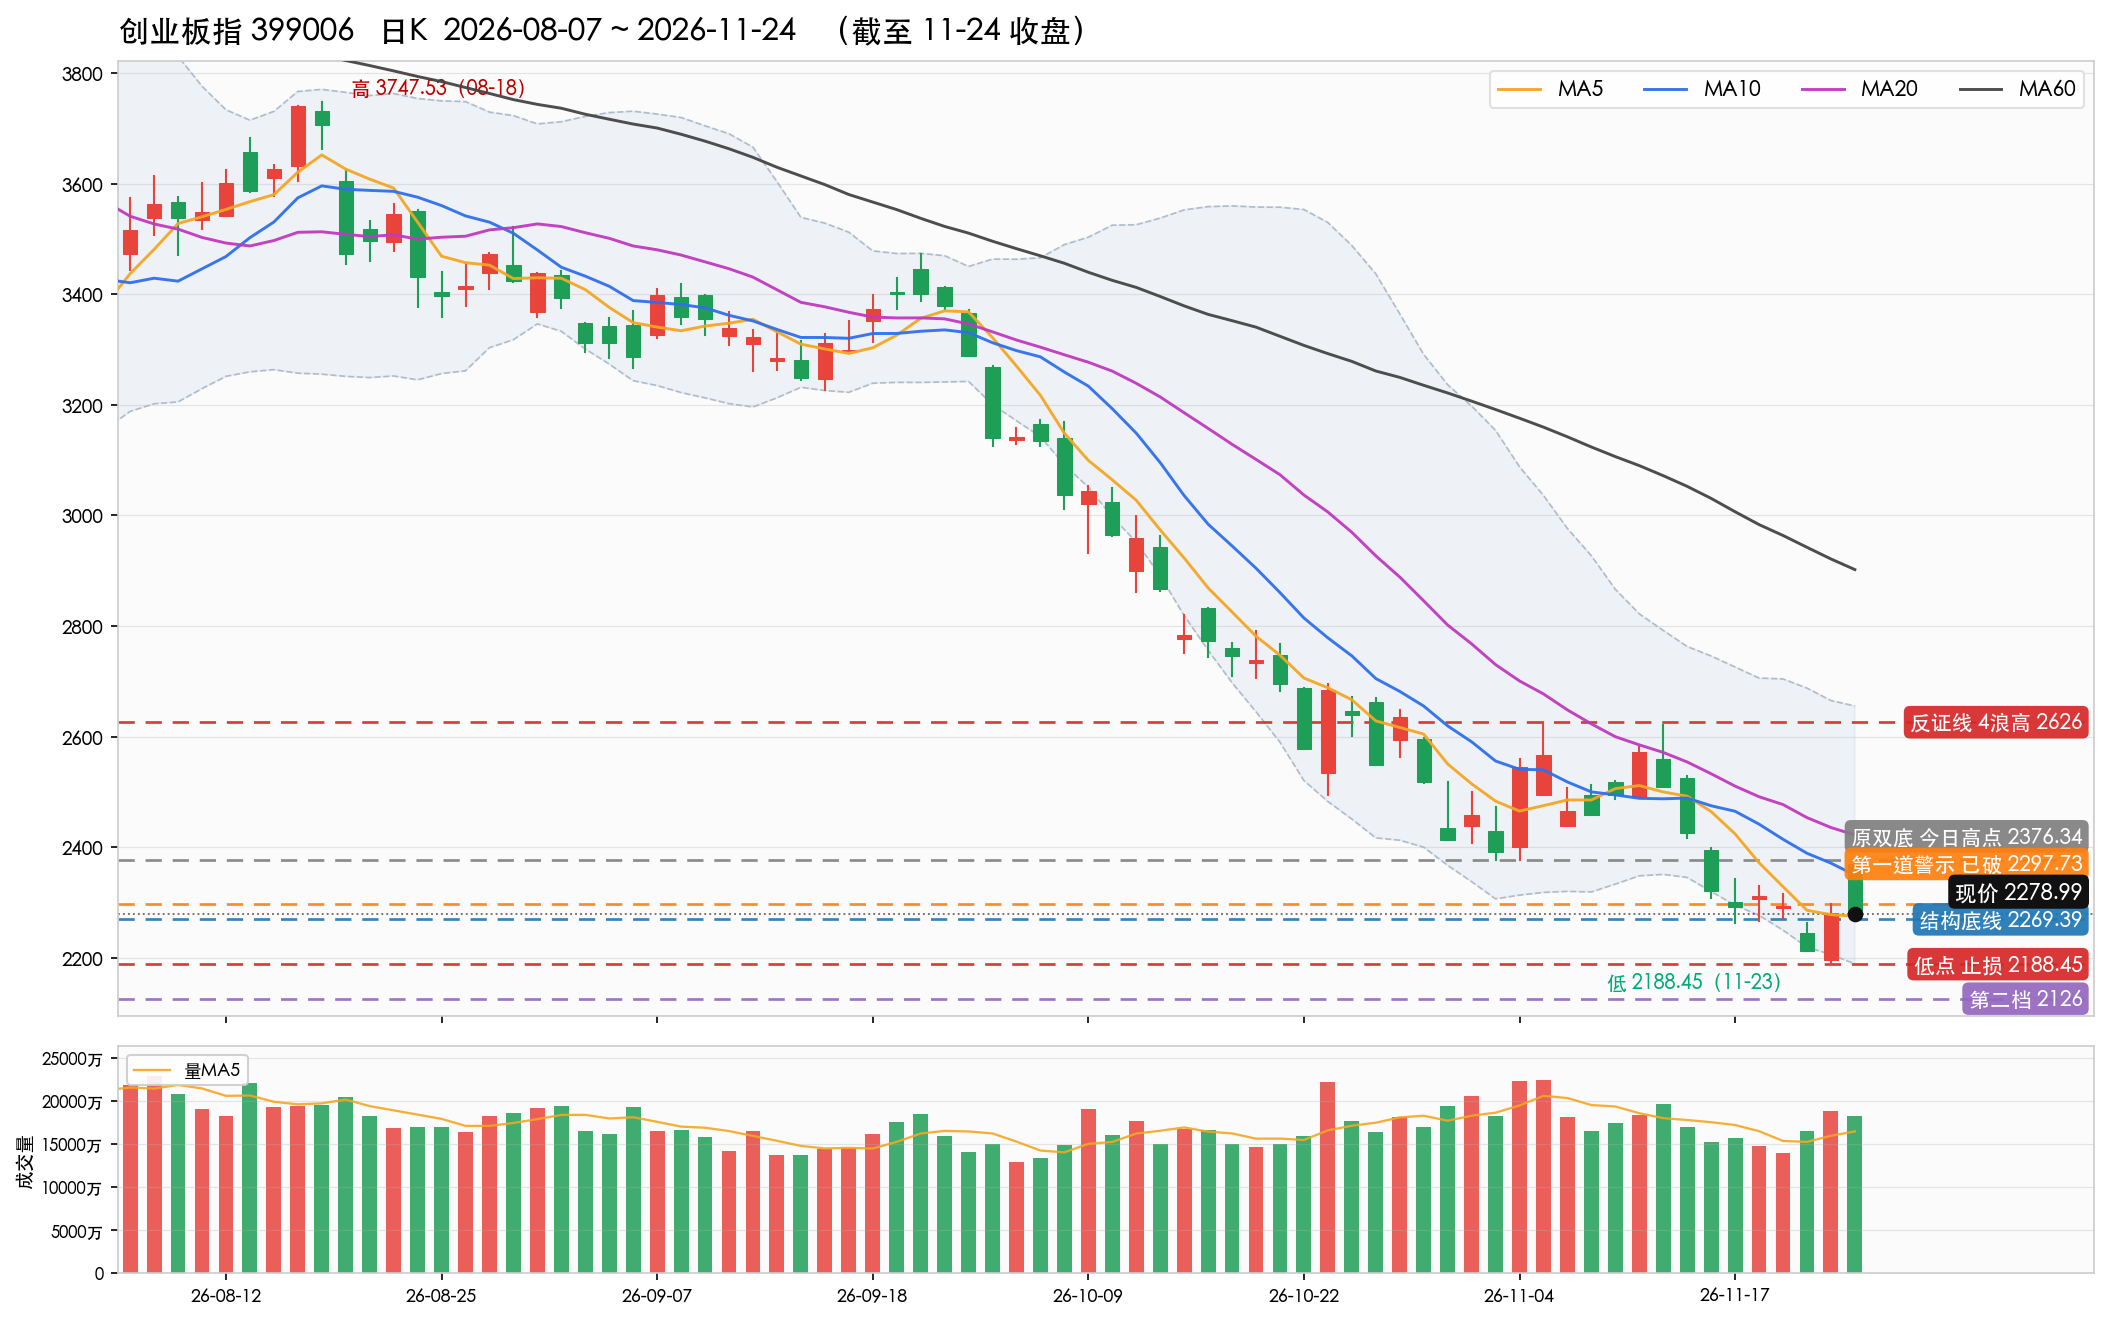 创业板指 399006 日K 2026-08-07 ~ 2026-11-24 （截至 11-24 收盘）
MA5 MA10 MA20 MA60
高 3747.53（08-18）
3800
3600
3400
3200
3000
2800
2600
2400
2200
反证线 4浪高 2626
原双底 今日高点 2376.34
第一道警示 已破 2297.73
现价 2278.99
结构底线 2269.39
低点 止损 2188.45
低 2188.45（11-23）
第二档 2126
成交量
量MA5
25000万
20000万
15000万
10000万
5000万
0
26-08-12 26-08-25 26-09-07 26-09-18 26-10-09 26-10-22 26-11-04 26-11-17